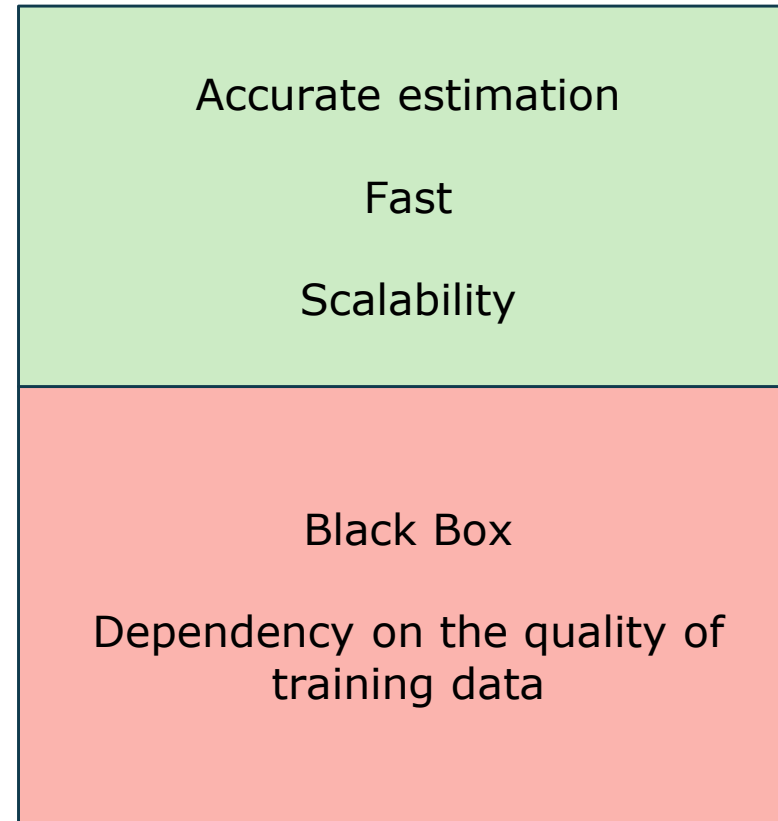 Accurate estimation
Fast
Scalability
Black Box
Dependency on the quality of
training data